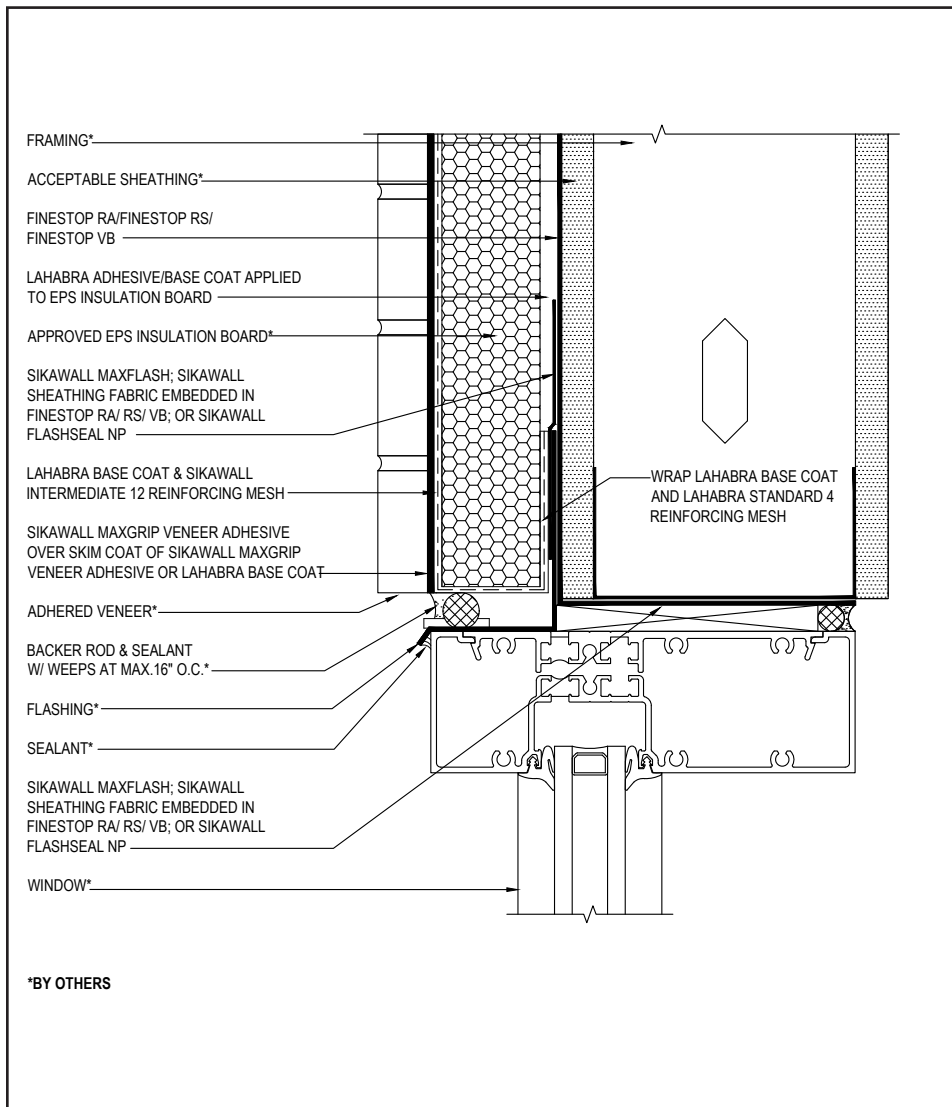 FRAMING*
ACCEPTABLE SHEATHING*
FINESTOP RA/FINESTOP RS/
FINESTOP VB
LAHABRA ADHESIVE/BASE COAT APPLIED
TO EPS INSULATION BOARD
APPROVED EPS INSULATION BOARD*
SIKAWALL MAXFLASH; SIKAWALL
SHEATHING FABRIC EMBEDDED IN
FINESTOP RA/ RS/ VB; OR SIKAWALL
FLASHSEAL NP
LAHABRA BASE COAT & SIKAWALL
INTERMEDIATE 12 REINFORCING MESH
WRAP LAHABRA BASE COAT
AND LAHABRA STANDARD 4
REINFORCING MESH
SIKAWALL MAXGRIP VENEER ADHESIVE
OVER SKIM COAT OF SIKAWALL MAXGRIP
VENEER ADHESIVE OR LAHABRA BASE COAT
ADHERED VENEER*
BACKER ROD & SEALANT
W/ WEEPS AT MAX.16" O.C.*
FLASHING*
SEALANT*
SIKAWALL MAXFLASH; SIKAWALL
SHEATHING FABRIC EMBEDDED IN
FINESTOP RA/ RS/ VB; OR SIKAWALL
FLASHSEAL NP
WINDOW*
*BY OTHERS